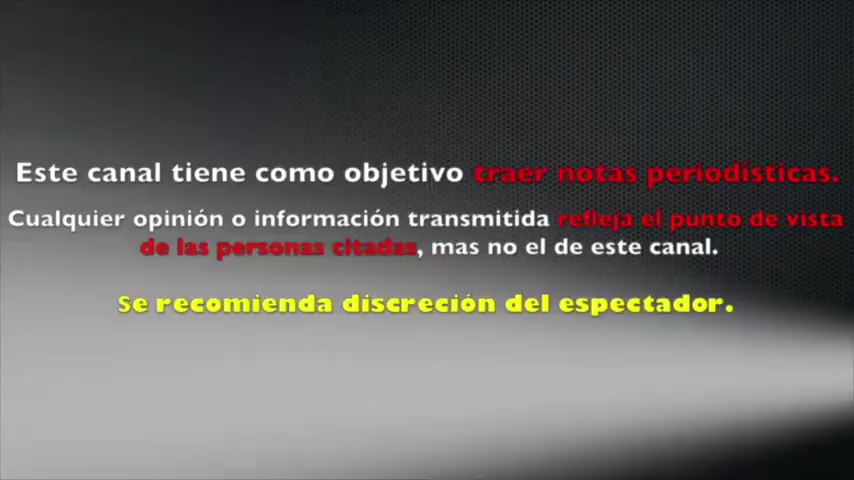 Este canal tiene como objetivo traer notas periodísticas.
Cualquier opinión o información transmitida refleja el punto de vista
de las personas citadas, mas no el de este canal.
Se recomienda discreción del espectador.